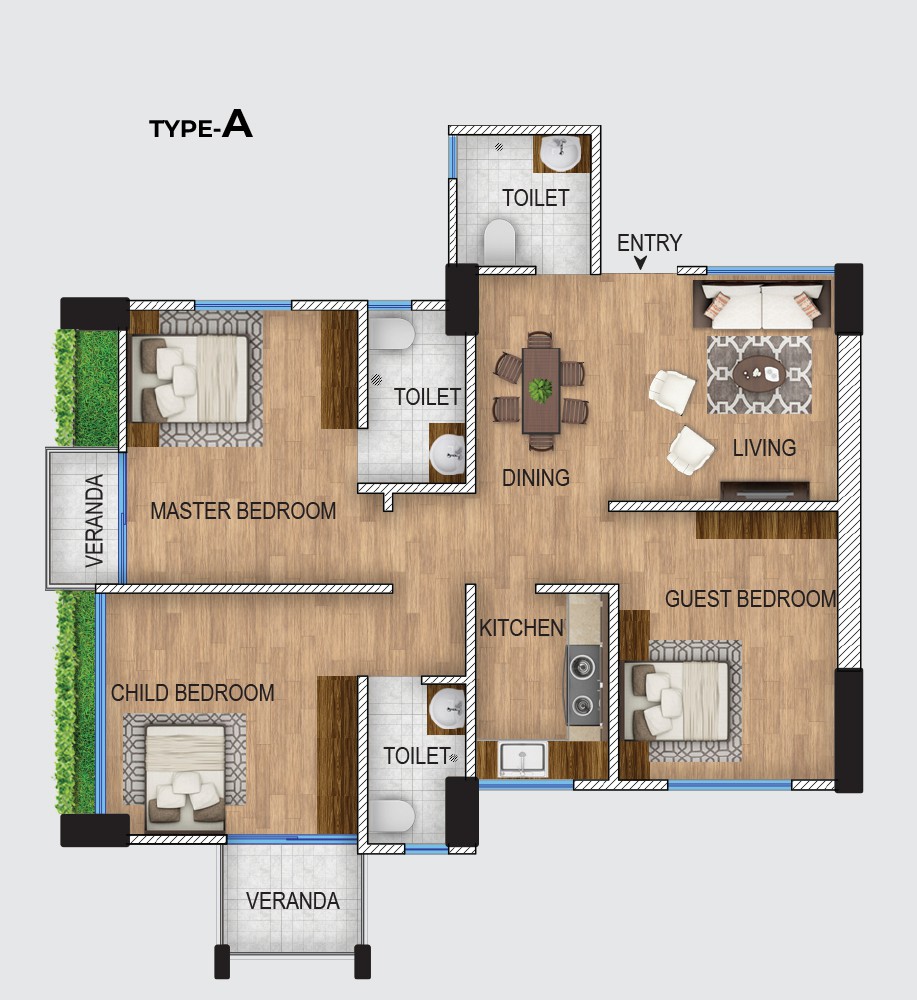 TYPE-A
TOILET
ENTRY
TOILET
LIVING
DINING
VERANDA
MASTER BEDROOM
GUEST BEDROOM
KITCHEN
CHILD BEDROOM
TOILET
VERANDA